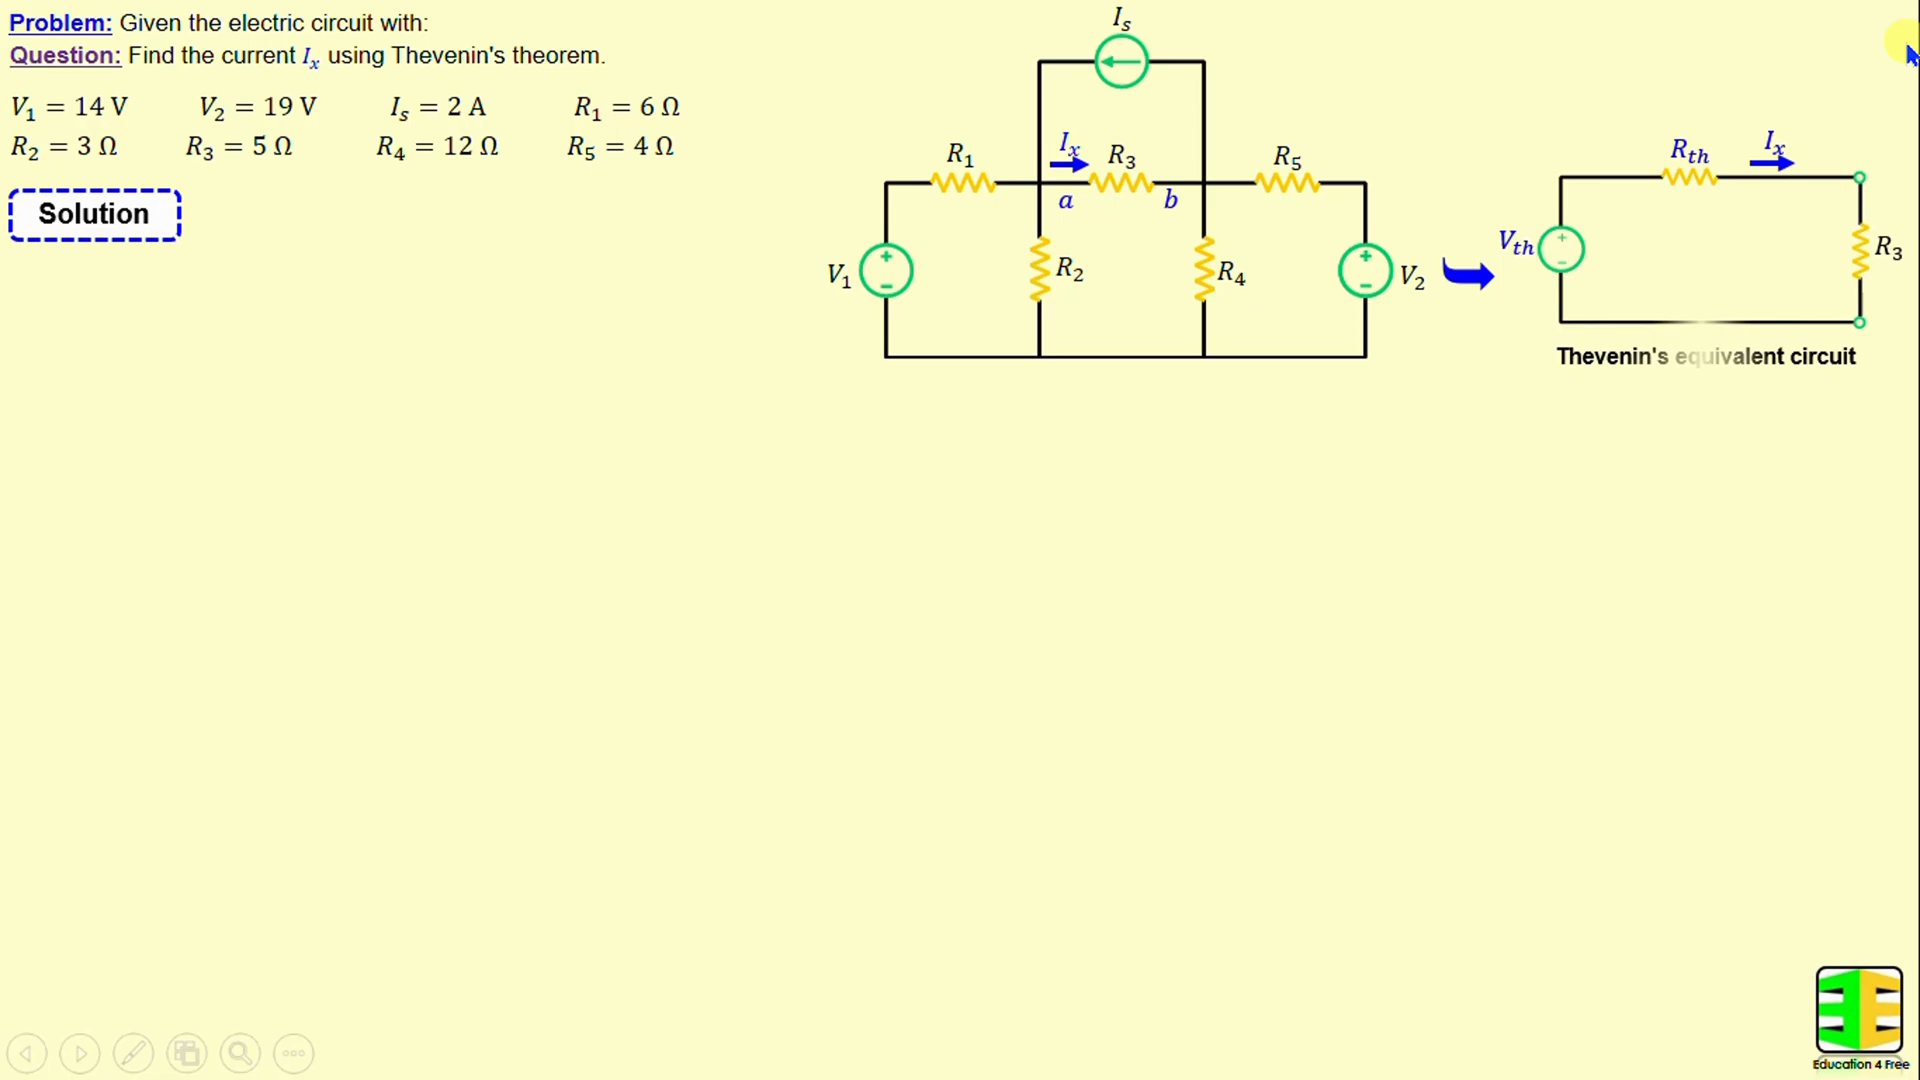 Problem: Given the electric circuit with:
Question: Find the current Iₓ using Thevenin's theorem.
V₁ = 14 V V₂ = 19 V Iₛ = 2 A R₁ = 6 Ω
R₂ = 3 Ω R₃ = 5 Ω R₄ = 12 Ω R₅ = 4 Ω
Solution
Iₛ
R₁
Iₓ
R₃
R₅
a
b
V₁
+
-
R₂
R₄
+
-
V₂
Rₜₕ
Iₓ
Vₜₕ
+
-
R₃
Thevenin's equivalent circuit
Education 4 Free